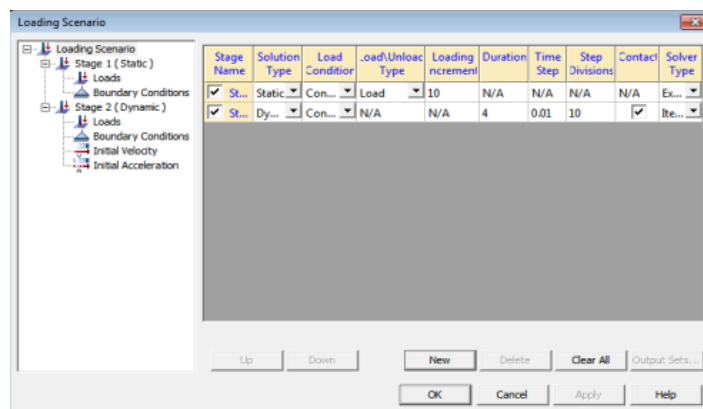 Loading Scenario
Loading Scenario
Stage 1 ( Static )
Loads
Boundary Conditions
Stage 2 ( Dynamic )
Loads
Boundary Conditions
Initial Velocity
Initial Acceleration
Stage Solution Load .oad\Unloac Loading Duration Time Step Contact Solver
Name Type Condition Type ncrement Step Divisions Type
St... Static Con... Load 10 N/A N/A N/A N/A Ex...
St... Dy... Con... N/A N/A 4 0.01 10 Ite...
Up Down New Delete Clear All Output Sets...
OK Cancel Apply Help